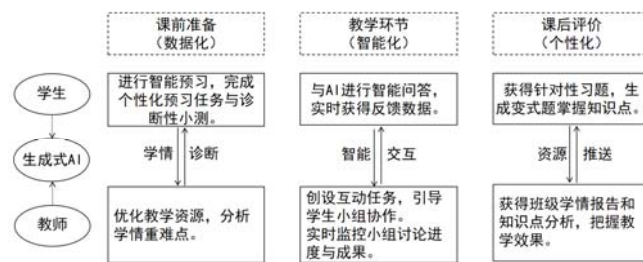 课前准备
（数据化）
教学环节
（智能化）
课后评价
（个性化）
学生
进行智能预习，完成
个性化预习任务与诊
断性小测。
与AI进行智能问答，
实时获得反馈数据。
获得针对性习题，生
成变式题掌握知识点。
生成式AI
学情
诊断
智能
交互
资源
推送
教师
优化教学资源，分析
学情重难点。
创设互动任务，引导
学生小组协作。
实时监控小组讨论进
度与成果。
获得班级学情报告和
知识点分析，把握教
学效果。